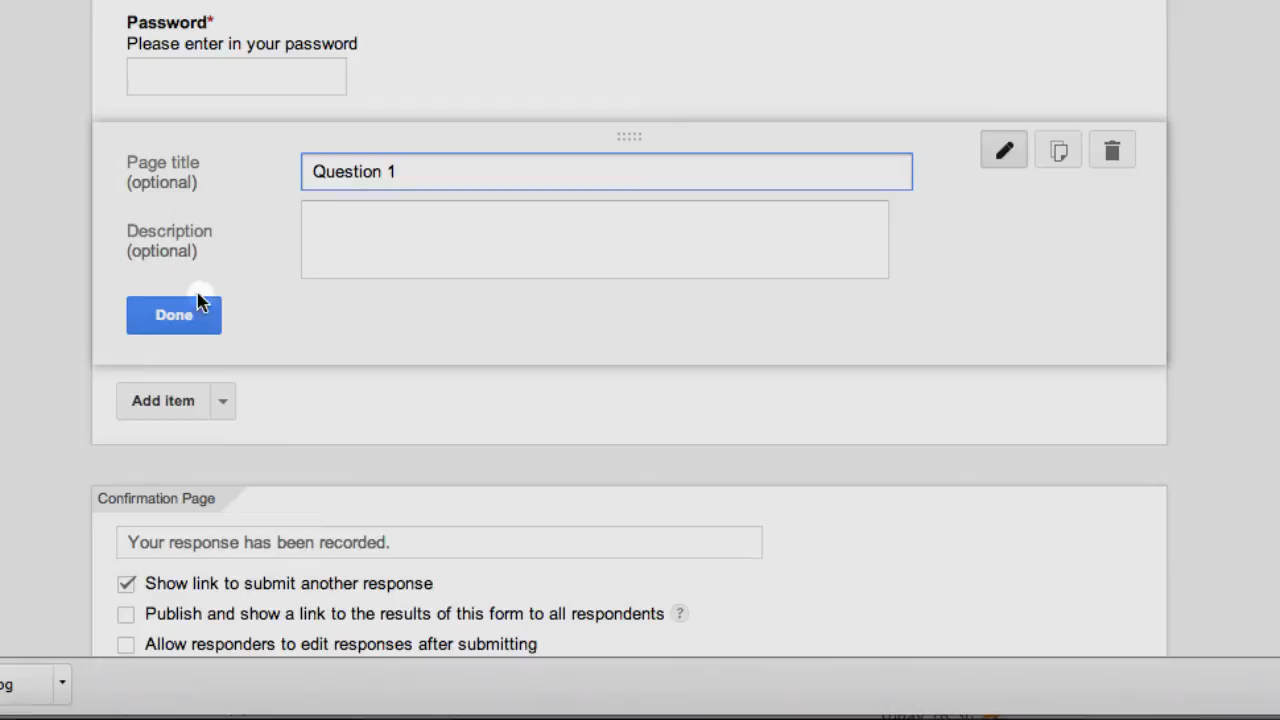 Password*
Please enter in your password
Page title
(optional)
Question 1
Description
(optional)
Done
Add item
Confirmation Page
Your response has been recorded.
Show link to submit another response
Publish and show a link to the results of this form to all respondents ?
Allow responders to edit responses after submitting
og